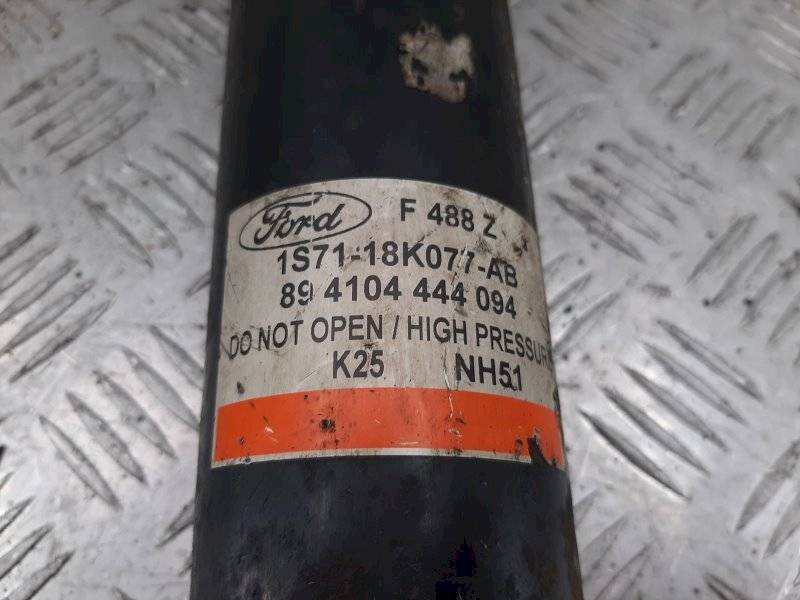 Ford F 488 Z
1S71-18K077-AB
89 4104 444 094
DO NOT OPEN / HIGH PRESSURE
K25 NH51